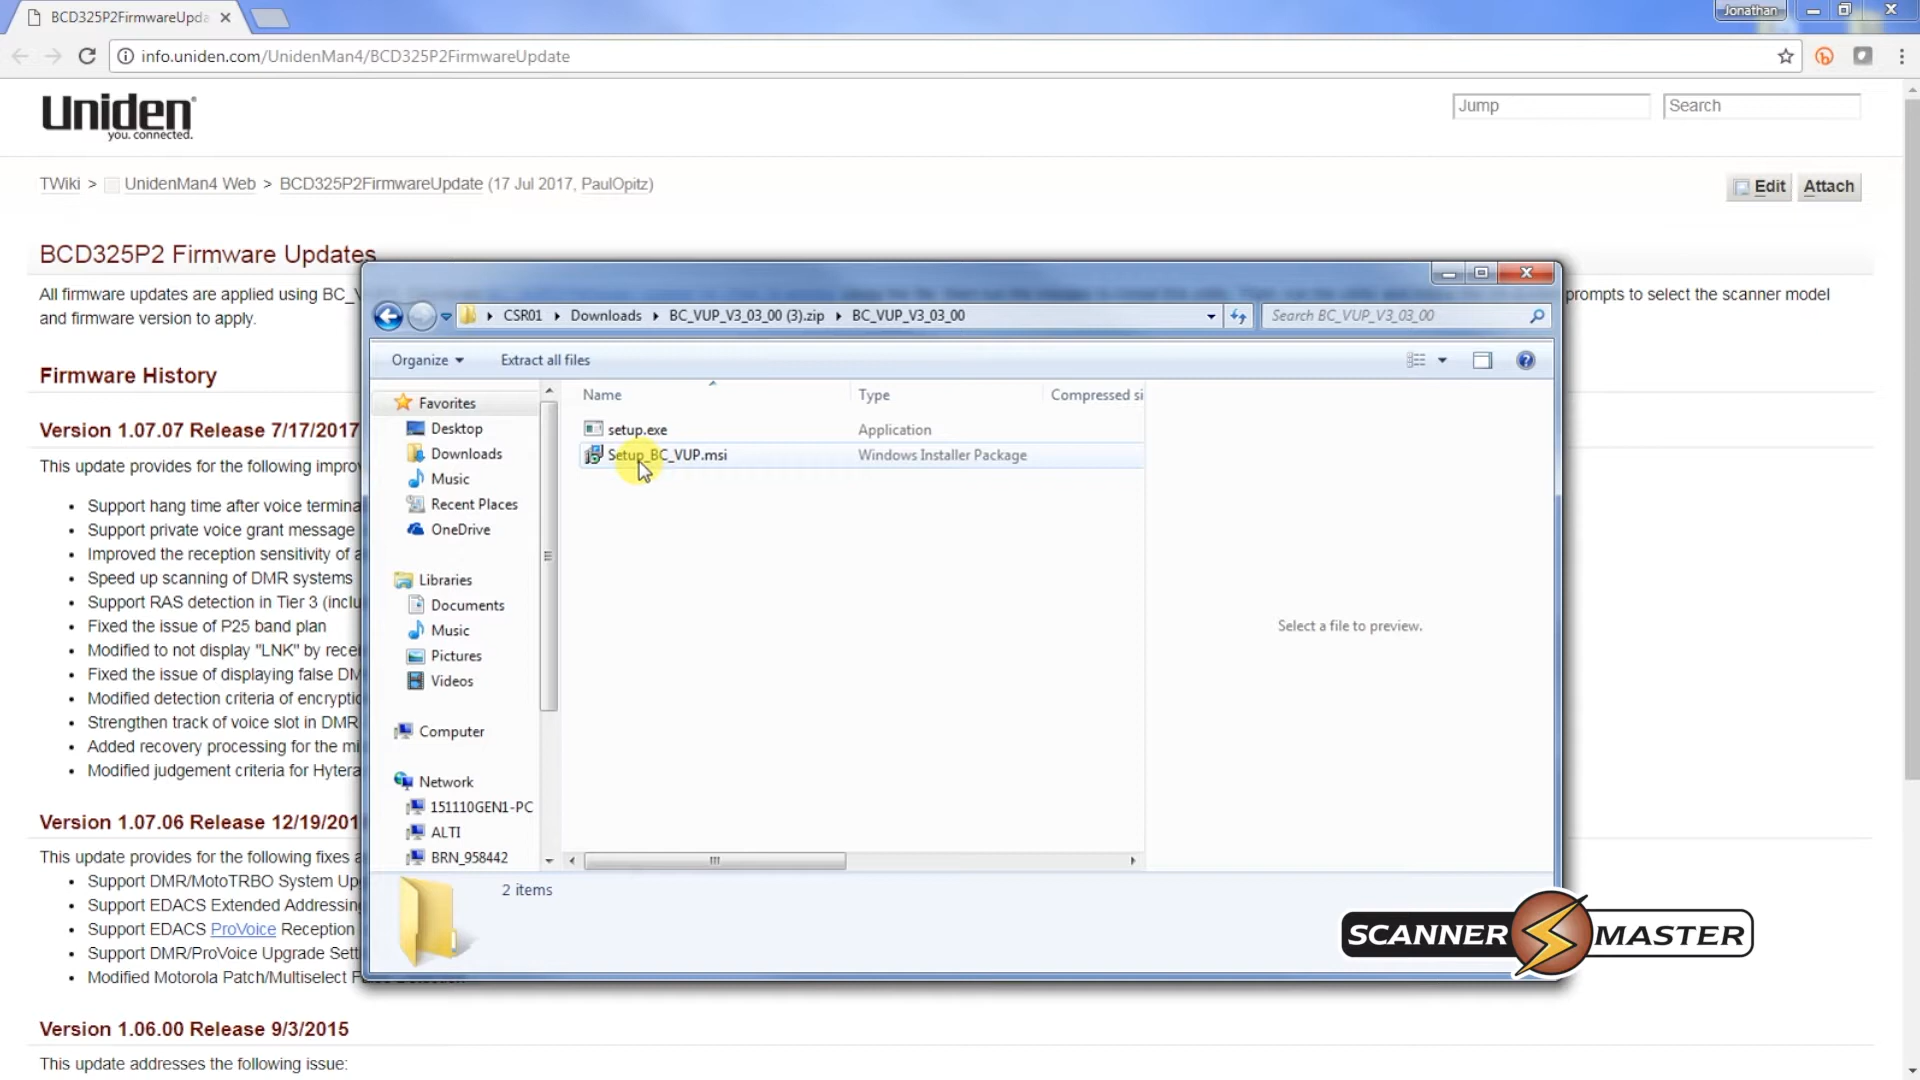 BCD325P2FirmwareUpda
Jonathan
info.uniden.com/UnidenMan4/BCD325P2FirmwareUpdate
Uniden
you. connected.
Jump
Search
TWiki > UnidenMan4 Web > BCD325P2FirmwareUpdate (17 Jul 2017, PaulOpitz)
Edit
Attach
BCD325P2 Firmware Updates
All firmware updates are applied using BC_V
prompts to select the scanner model
and firmware version to apply.
Firmware History
Version 1.07.07 Release 7/17/2017
This update provides for the following impro
• Support hang time after voice termina
• Support private voice grant message
• Improved the reception sensitivity of a
• Speed up scanning of DMR systems
• Support RAS detection in Tier 3 (inclu
• Fixed the issue of P25 band plan
• Modified to not display "LNK" by rece
• Fixed the issue of displaying false DM
• Modified detection criteria of encryptio
• Strengthen track of voice slot in DMR
• Added recovery processing for the mi
• Modified judgement criteria for Hytera
Version 1.07.06 Release 12/19/201
This update provides for the following fixes a
• Support DMR/MotoTRBO System Up
• Support EDACS Extended Addressing
• Support EDACS ProVoice Reception
• Support DMR/ProVoice Upgrade Sett
• Modified Motorola Patch/Multiselect F
Version 1.06.00 Release 9/3/2015
This update addresses the following issue:
CSR01
Downloads
BC_VUP_V3_03_00 (3).zip
BC_VUP_V3_03_00
Search BC_VUP_V3_03_00
Organize
Extract all files
Favorites
Desktop
Downloads
Music
Recent Places
OneDrive
Libraries
Documents
Music
Pictures
Videos
Computer
Network
151110GEN1-PC
ALTI
BRN_958442
Name
Type
Compressed si
setup.exe
Application
Setup_BC_VUP.msi
Windows Installer Package
Select a file to preview.
2 items
SCANNER MASTER